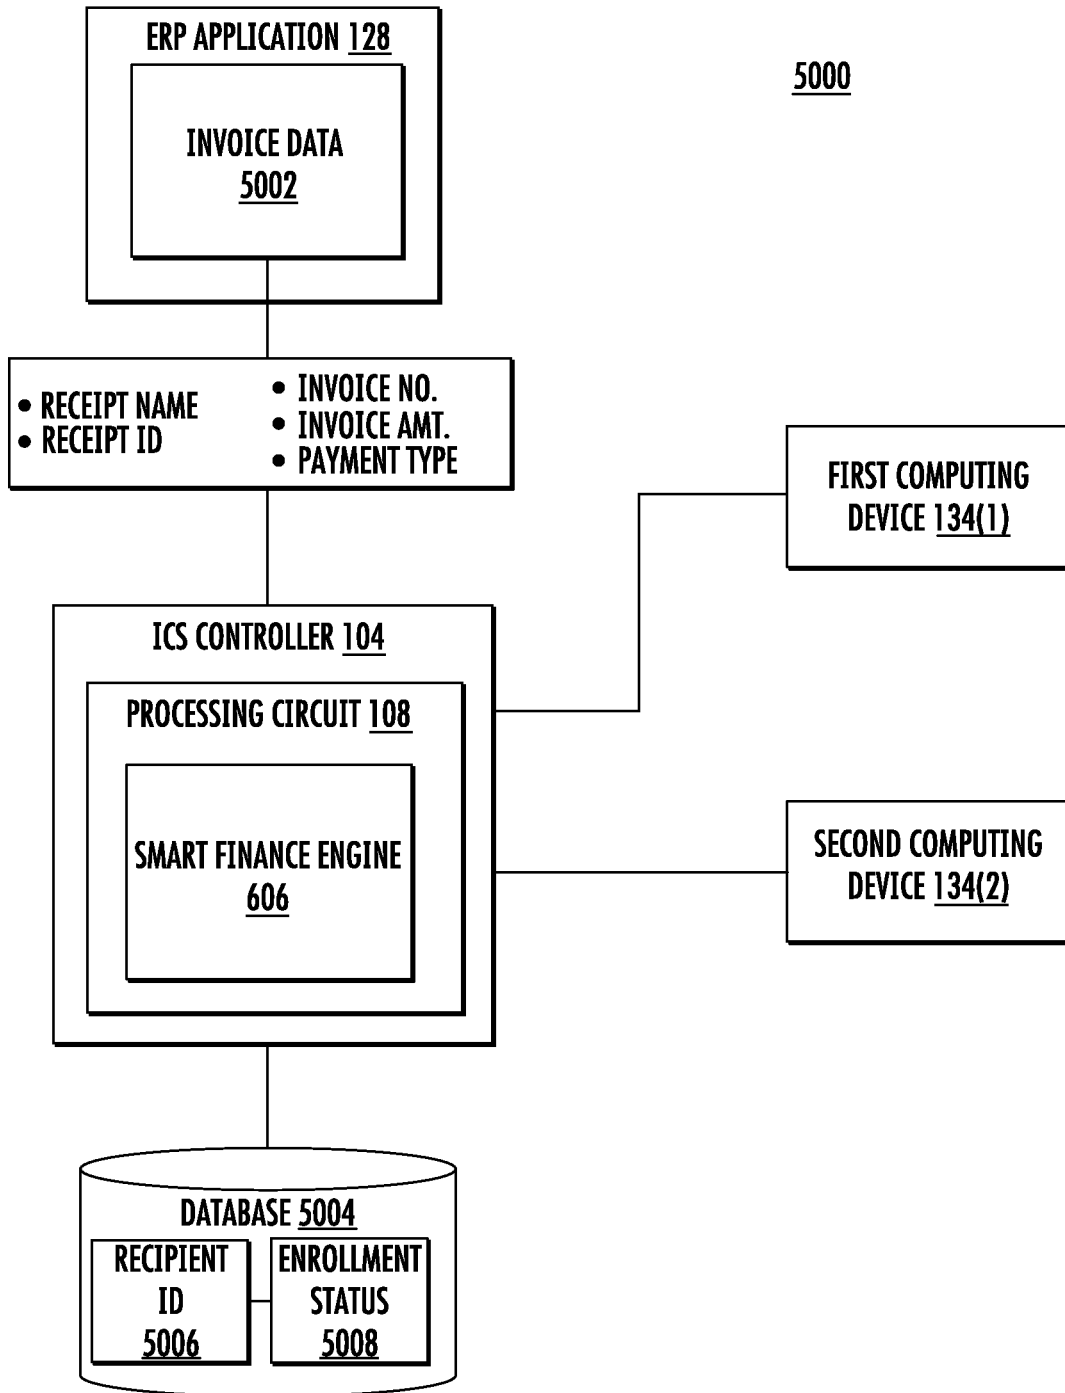 ERP APPLICATION 128
5000
INVOICE DATA
5002
• RECEIPT NAME
• RECEIPT ID
• INVOICE NO.
• INVOICE AMT.
• PAYMENT TYPE
FIRST COMPUTING
DEVICE 134(1)
ICS CONTROLLER 104
PROCESSING CIRCUIT 108
SMART FINANCE ENGINE
606
SECOND COMPUTING
DEVICE 134(2)
DATABASE 5004
RECIPIENT
ID
5006
ENROLLMENT
STATUS
5008